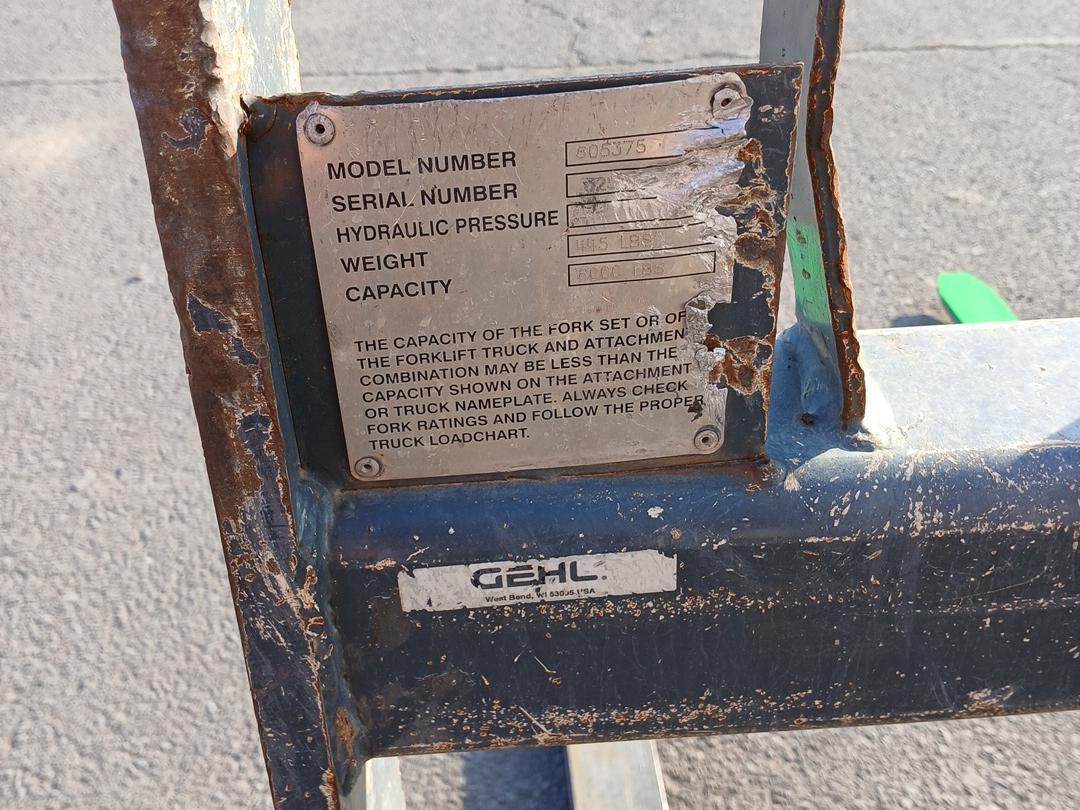 MODEL NUMBER 805375
SERIAL NUMBER
HYDRAULIC PRESSURE
WEIGHT 445 LBS
CAPACITY 6000 LBS
THE CAPACITY OF THE FORK SET OR OF
THE FORKLIFT TRUCK AND ATTACHMEN
COMBINATION MAY BE LESS THAN THE
CAPACITY SHOWN ON THE ATTACHMENT
OR TRUCK NAMEPLATE. ALWAYS CHECK
FORK RATINGS AND FOLLOW THE PROPER
TRUCK LOADCHART.
GEHL
West Bend, WI 53095 USA